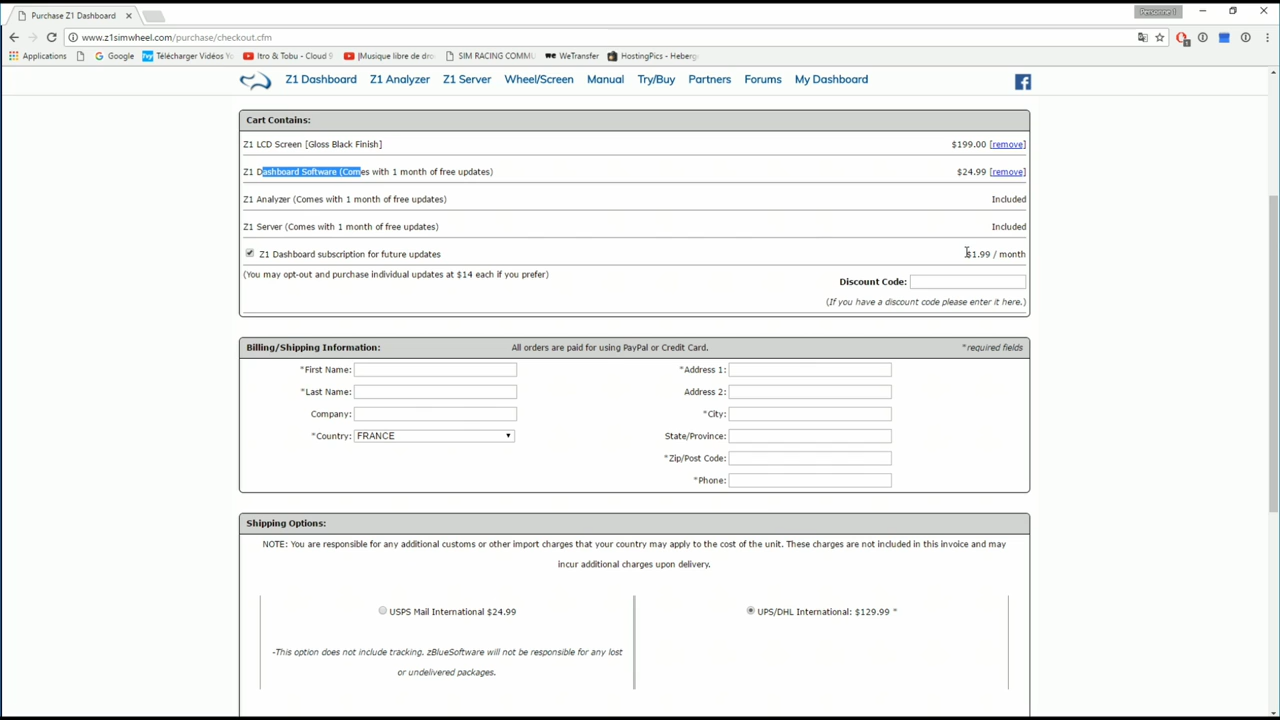 Purchase Z1 Dashboard
Personne 1
www.z1simwheel.com/purchase/checkout.cfm
Applications Google Télécharger Vidéos Yo Itro & Tobu - Cloud 9 [Musique libre de dro SIM RACING COMMU WeTransfer HostingPics - Heberg
Z1 Dashboard Z1 Analyzer Z1 Server Wheel/Screen Manual Try/Buy Partners Forums My Dashboard
Cart Contains:
Z1 LCD Screen [Gloss Black Finish] $199.00 [remove]
Z1 Dashboard Software (Comes with 1 month of free updates) $24.99 [remove]
Z1 Analyzer (Comes with 1 month of free updates) Included
Z1 Server (Comes with 1 month of free updates) Included
Z1 Dashboard subscription for future updates $1.99 / month
(You may opt-out and purchase individual updates at $14 each if you prefer)
Discount Code:
(If you have a discount code please enter it here.)
Billing/Shipping Information: All orders are paid for using PayPal or Credit Card. *required fields
*First Name: *Address 1:
*Last Name: Address 2:
Company: *City:
*Country: FRANCE State/Province:
*Zip/Post Code:
*Phone:
Shipping Options:
NOTE: You are responsible for any additional customs or other import charges that your country may apply to the cost of the unit. These charges are not included in this invoice and may
incur additional charges upon delivery.
USPS Mail International $24.99 UPS/DHL International: $129.99 *
-This option does not include tracking. zBlueSoftware will not be responsible for any lost
or undelivered packages.